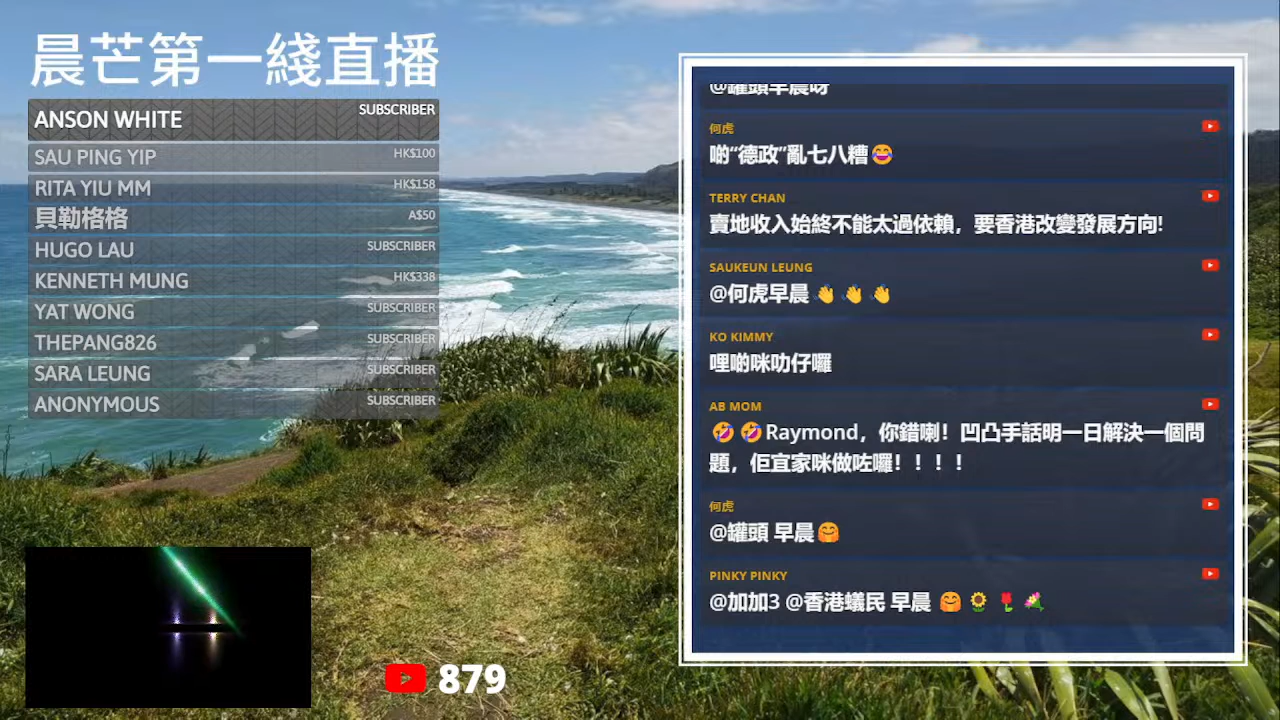 晨芒第一綫直播
ANSON WHITE SUBSCRIBER
SAU PING YIP HK$100
RITA YIU MM HK$158
貝勒格格 A$50
HUGO LAU SUBSCRIBER
KENNETH MUNG HK$338
YAT WONG SUBSCRIBER
THEPANG826 SUBSCRIBER
SARA LEUNG SUBSCRIBER
ANONYMOUS SUBSCRIBER
@罐頭早晨呀
何虎
啲“德政”亂七八糟😂
TERRY CHAN
賣地收入始終不能太過依賴，要香港改變發展方向!
SAUKEUN LEUNG
@何虎早晨 👋 👋 👋
KO KIMMY
哩啲咪叻仔囉
AB MOM
🤣 🤣Raymond，你錯喇！凹凸手話明一日解決一個問
題，佢宜家咪做咗囉！！！！
何虎
@罐頭 早晨🤗
PINKY PINKY
@加加3 @香港蟻民 早晨 🤗 🌻 🌷 💐
879